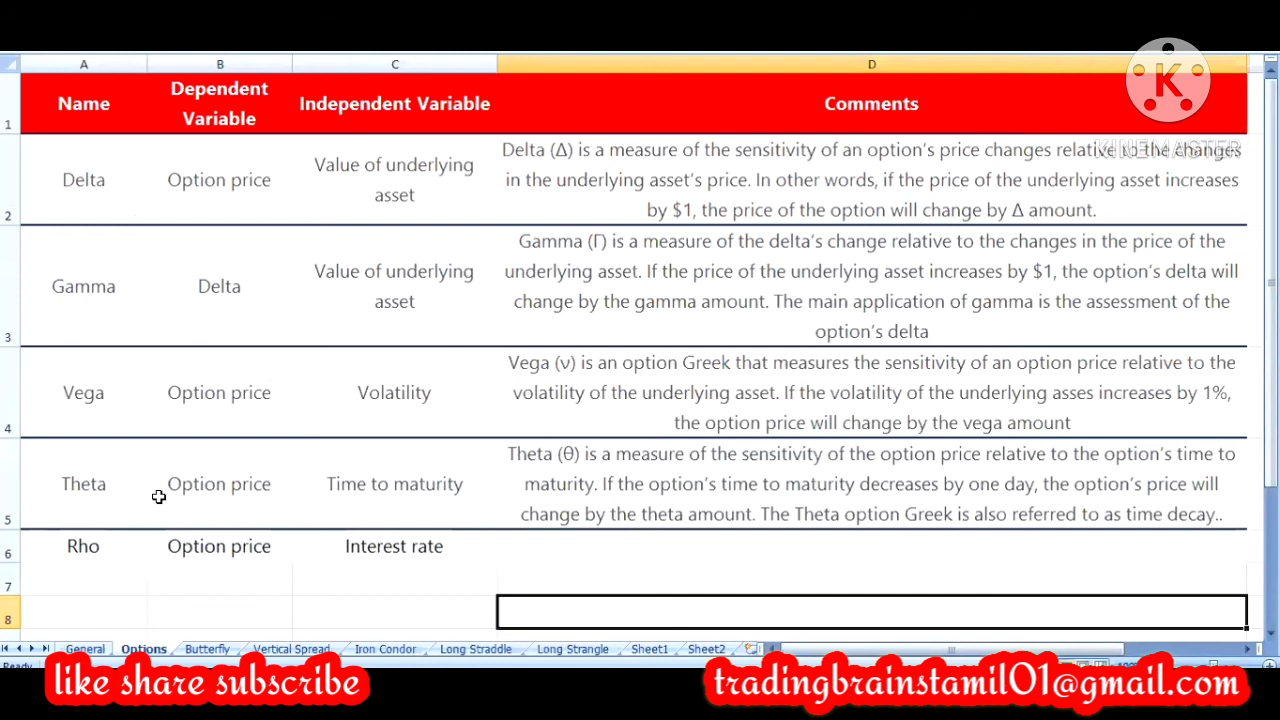 A B C D
K
KINEMASTER
1 Name Dependent Variable Independent Variable Comments
2 Delta Option price Value of underlying asset
Delta (Δ) is a measure of the sensitivity of an option's price changes relative to the changes
in the underlying asset's price. In other words, if the price of the underlying asset increases
by $1, the price of the option will change by Δ amount.
3 Gamma Delta Value of underlying asset
Gamma (Γ) is a measure of the delta's change relative to the changes in the price of the
underlying asset. If the price of the underlying asset increases by $1, the option's delta will
change by the gamma amount. The main application of gamma is the assessment of the
option's delta
4 Vega Option price Volatility
Vega (ν) is an option Greek that measures the sensitivity of an option price relative to the
volatility of the underlying asset. If the volatility of the underlying asses increases by 1%,
the option price will change by the vega amount
5 Theta Option price Time to maturity
Theta (θ) is a measure of the sensitivity of the option price relative to the option's time to
maturity. If the option's time to maturity decreases by one day, the option's price will
change by the theta amount. The Theta option Greek is also referred to as time decay..
6 Rho Option price Interest rate
7
8
General Options Butterfly Vertical Spread Iron Condor Long Straddle Long Strangle Sheet1 Sheet2
like share subscribe
tradingbrainstamil01@gmail.com